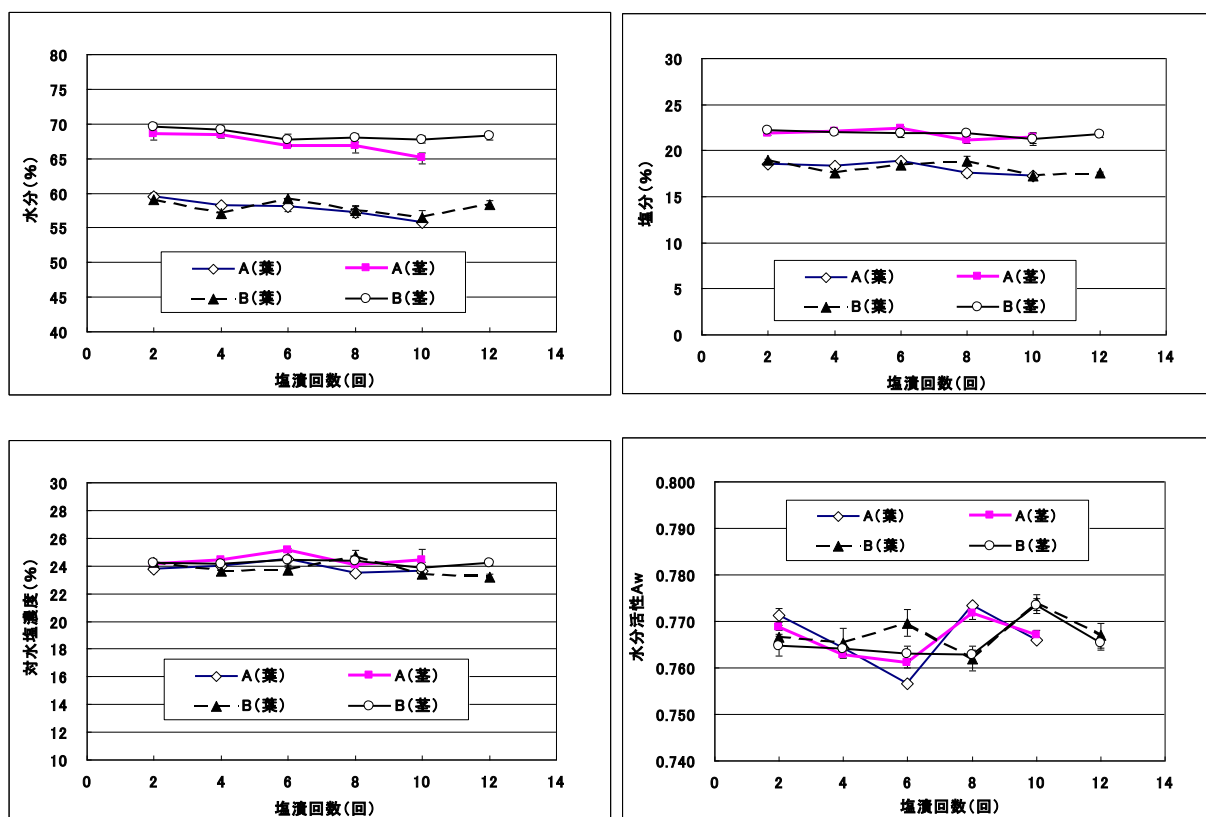 80
75
70
65
60
55
50
45
40
水分(%)
A(葉) A(茎)
B(葉) B(茎)
0 2 4 6 8 10 12 14
塩漬回数(回)
30
25
20
15
10
5
0
塩分(%)
A(葉) A(茎)
B(葉) B(茎)
0 2 4 6 8 10 12 14
塩漬回数(回)
30
28
26
24
22
20
18
16
14
12
10
対水塩濃度(%)
A(葉) A(茎)
B(葉) B(茎)
0 2 4 6 8 10 12 14
塩漬回数(回)
0.800
0.790
0.780
0.770
0.760
0.750
0.740
水分活性Aw
A(葉) A(茎)
B(葉) B(茎)
0 2 4 6 8 10 12 14
塩漬回数(回)